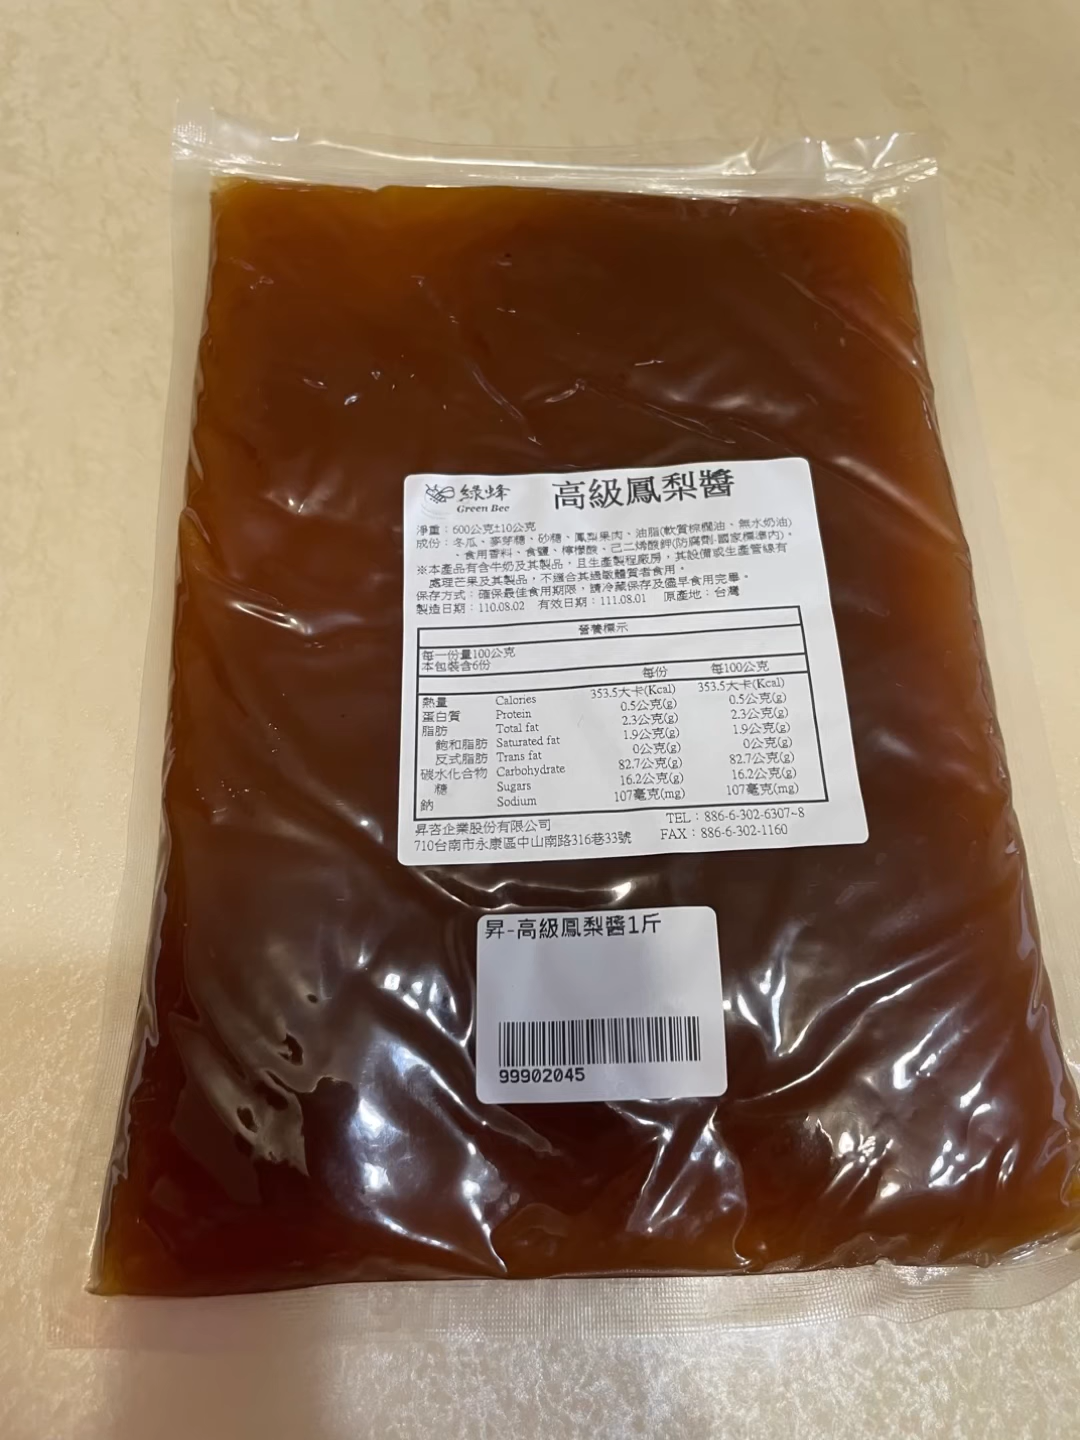 綠蜂
Green Bee
高級鳳梨醬
淨重：600公克±10公克
成份：冬瓜、麥芽糖、砂糖、鳳梨果肉、油脂(軟質棕櫚油、無水奶油)
、食用香料、食鹽、檸檬酸、己二烯酸鉀(防腐劑-國家標準內)。
※本產品有含牛奶及其製品，且生產製程廠房，其設備或生產管線有
處理芒果及其製品，不適合其過敏體質者食用。
保存方式：確保最佳食用期限，請冷藏保存及儘早食用完畢。
製造日期：110.08.02 有效日期：111.08.01 原產地：台灣
營養標示
每一份量100公克
本包裝含6份
每份 每100公克
熱量 Calories 353.5大卡(Kcal) 353.5大卡(Kcal)
蛋白質 Protein 0.5公克(g) 0.5公克(g)
脂肪 Total fat 2.3公克(g) 2.3公克(g)
飽和脂肪 Saturated fat 1.9公克(g) 1.9公克(g)
反式脂肪 Trans fat 0公克(g) 0公克(g)
碳水化合物 Carbohydrate 82.7公克(g) 82.7公克(g)
糖 Sugars 16.2公克(g) 16.2公克(g)
鈉 Sodium 107毫克(mg) 107毫克(mg)
昇咨企業股份有限公司 TEL：886-6-302-6307~8
710台南市永康區中山南路316巷33號 FAX：886-6-302-1160
昇-高級鳳梨醬1斤
99902045